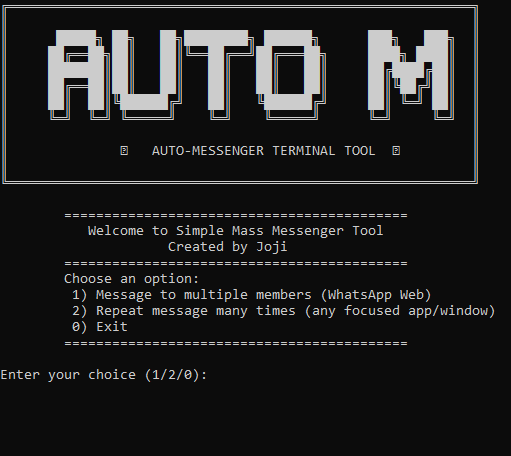 AUTO M
AUTO-MESSENGER TERMINAL TOOL
===========================================
Welcome to Simple Mass Messenger Tool
Created by Joji
===========================================
Choose an option:
1) Message to multiple members (WhatsApp Web)
2) Repeat message many times (any focused app/window)
0) Exit
===========================================
Enter your choice (1/2/0):